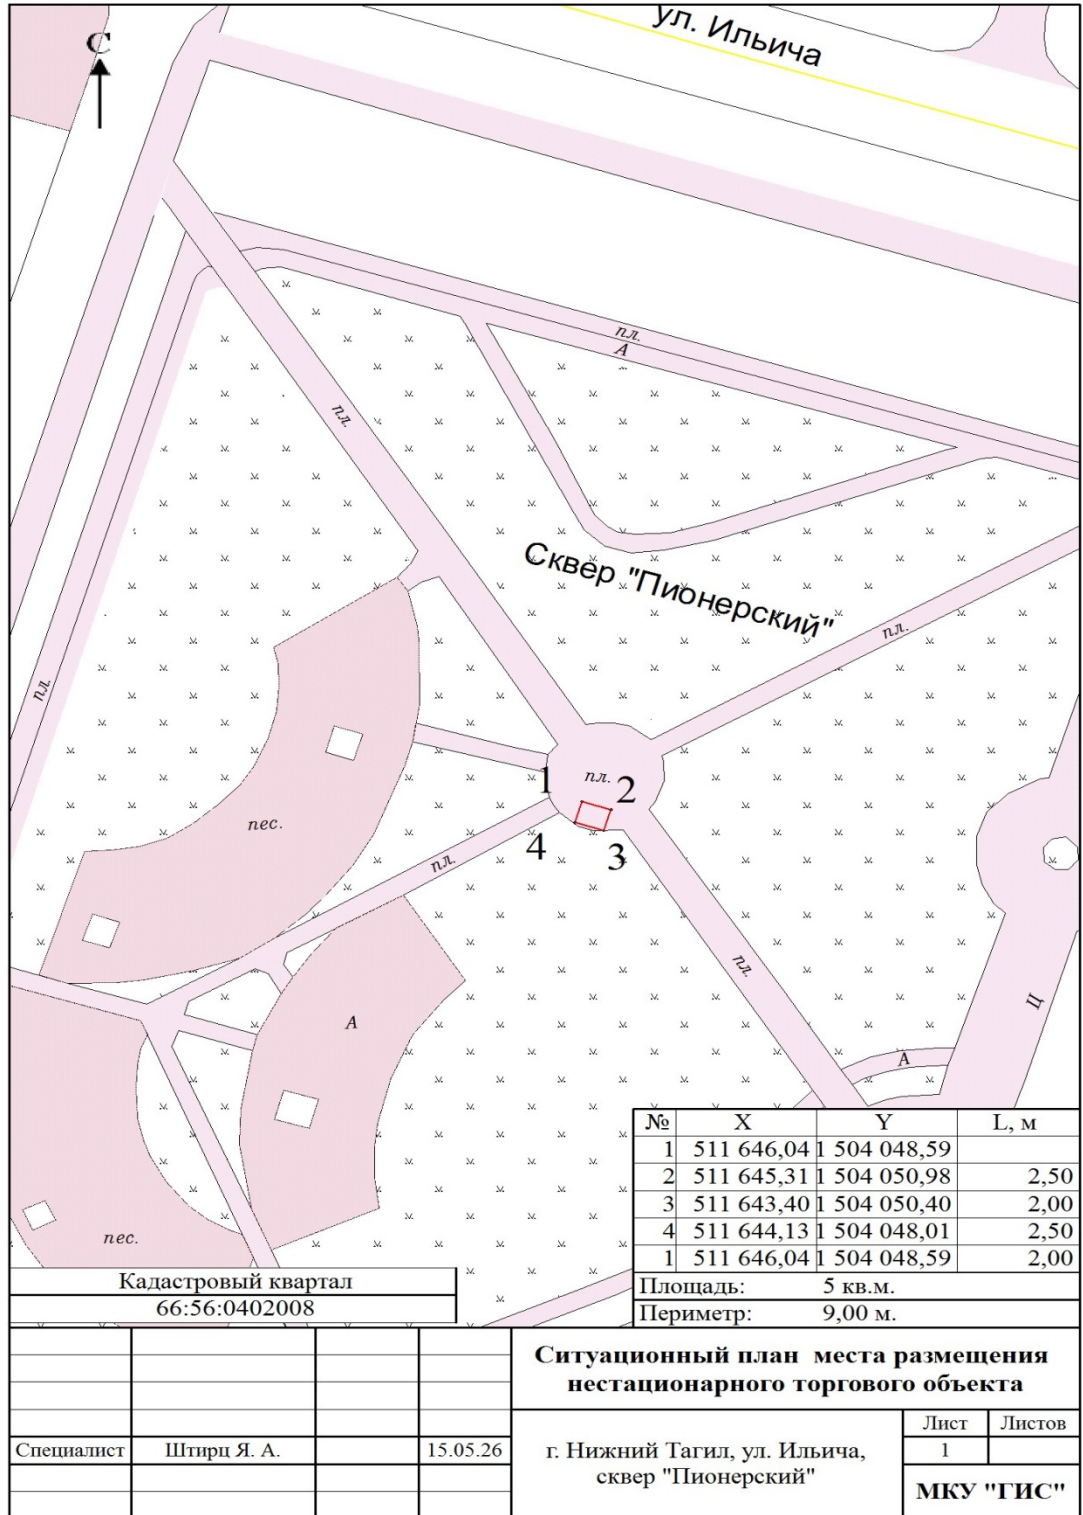 ул. Ильича
С
пл.
А
пл.
Сквер "Пионерский"
пл.
пл.
1
пл.
2
пес.
4
3
пл.
пл.
Ц
А
А
пес.
№ X Y L, м
1 511 646,04 1 504 048,59
2 511 645,31 1 504 050,98 2,50
3 511 643,40 1 504 050,40 2,00
4 511 644,13 1 504 048,01 2,50
1 511 646,04 1 504 048,59 2,00
Площадь: 5 кв.м.
Периметр: 9,00 м.
Кадастровый квартал
66:56:0402008
Ситуационный план места размещения
нестационарного торгового объекта
Специалист Штирц Я. А. 15.05.26
г. Нижний Тагил, ул. Ильича,
сквер "Пионерский"
Лист Листов
1
МКУ "ГИС"